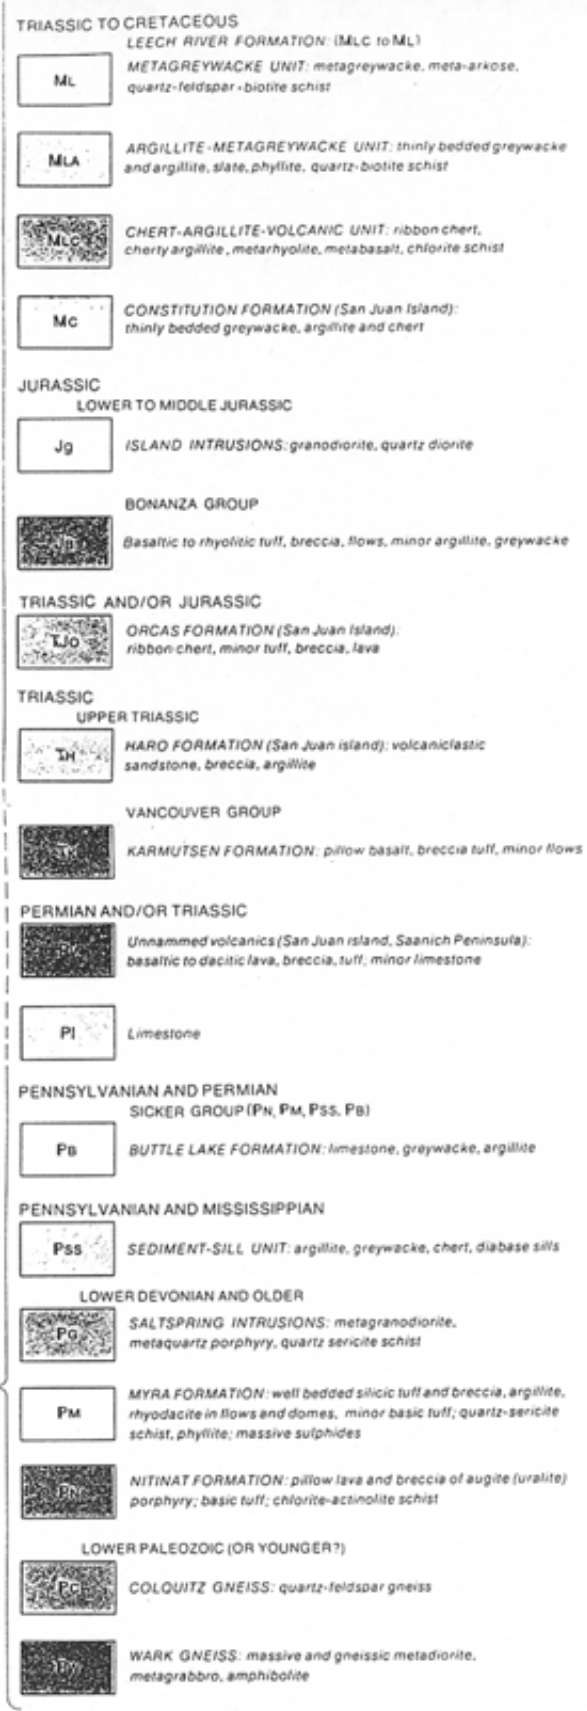 TRIASSIC TO CRETACEOUS
LEECH RIVER FORMATION: (MLC to ML)
ML
METAGREYWACKE UNIT: metagreywacke, meta-arkose,
quartz-feldspar-biotite schist
MLA
ARGILLITE-METAGREYWACKE UNIT: thinly bedded greywacke
and argillite, slate, phyllite, quartz-biotite schist
MLC
CHERT-ARGILLITE-VOLCANIC UNIT: ribbon chert,
cherty argillite, metarhyolite, metabasalt, chlorite schist
MC
CONSTITUTION FORMATION (San Juan Island):
thinly bedded greywacke, argillite and chert
JURASSIC
LOWER TO MIDDLE JURASSIC
Jg
ISLAND INTRUSIONS: granodiorite, quartz diorite
BONANZA GROUP
JB
Basaltic to rhyolitic tuff, breccia, flows, minor argillite, greywacke
TRIASSIC AND/OR JURASSIC
TJO
ORCAS FORMATION (San Juan Island):
ribbon chert, minor tuff, breccia, lava
TRIASSIC
UPPER TRIASSIC
TH
HARO FORMATION (San Juan island): volcaniclastic
sandstone, breccia, argillite
VANCOUVER GROUP
KARMUTSEN FORMATION: pillow basalt, breccia tuff, minor flows
PERMIAN AND/OR TRIASSIC
Unnammed volcanics (San Juan island, Saanich Peninsula):
basaltic to dacitic lava, breccia, tuff; minor limestone
Pl
Limestone
PENNSYLVANIAN AND PERMIAN
SICKER GROUP (PN, PM, PSS, PB)
PB
BUTTLE LAKE FORMATION: limestone, greywacke, argillite
PENNSYLVANIAN AND MISSISSIPPIAN
PSS
SEDIMENT-SILL UNIT: argillite, greywacke, chert, diabase sills
LOWER DEVONIAN AND OLDER
PG
SALTSPRING INTRUSIONS: metagranodiorite,
metaquartz porphyry, quartz sericite schist
PM
MYRA FORMATION: well bedded silicic tuff and breccia, argillite,
rhyodacite in flows and domes, minor basic tuff; quartz-sericite
schist, phyllite; massive sulphides
PN
NITINAT FORMATION: pillow lava and breccia of augite (uralite)
porphyry; basic tuff; chlorite-actinolite schist
LOWER PALEOZOIC (OR YOUNGER?)
PC
COLQUITZ GNEISS: quartz-feldspar gneiss
WARK GNEISS: massive and gneissic metadiorite,
metagrabbro, amphibolite